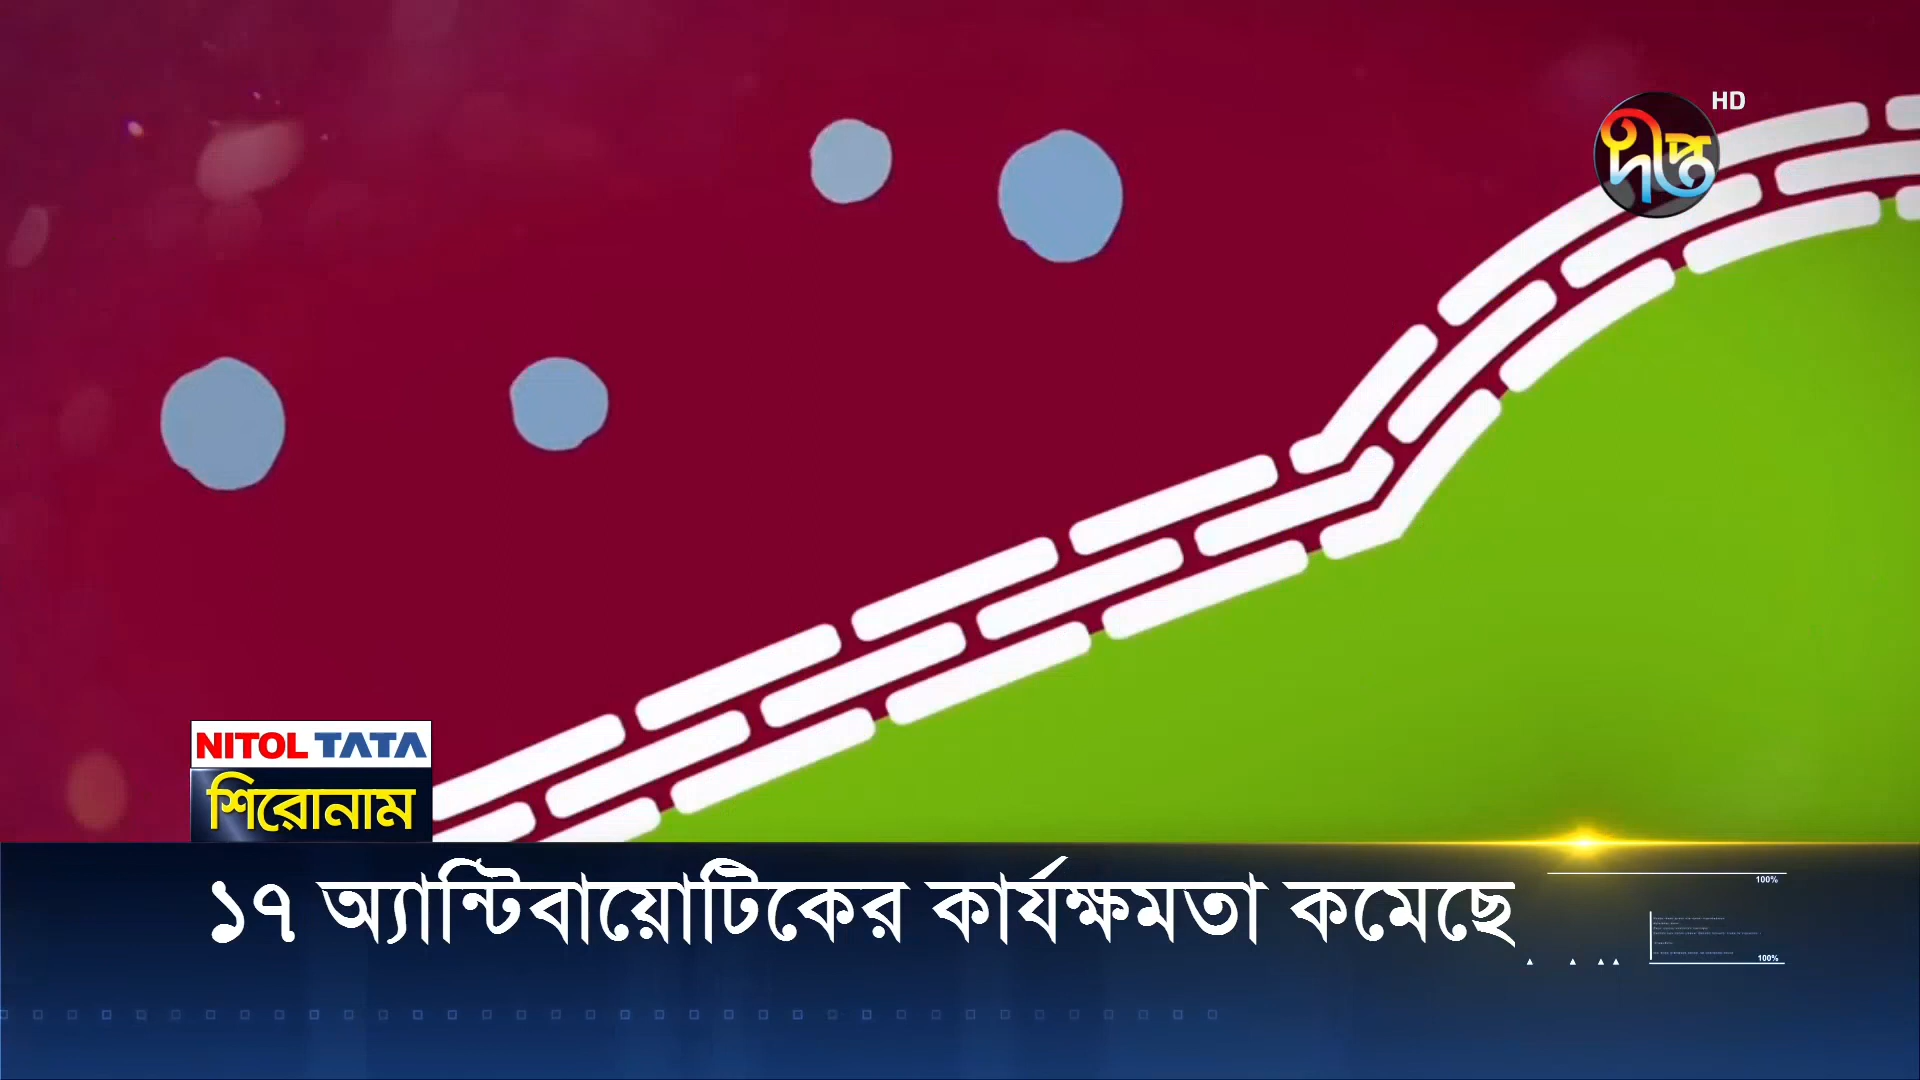 HD
দীপ্ত
NITOL TATA
শিরোনাম
১৭ অ্যান্টিবায়োটিকের কার্যক্ষমতা কমেছে
100%
100%